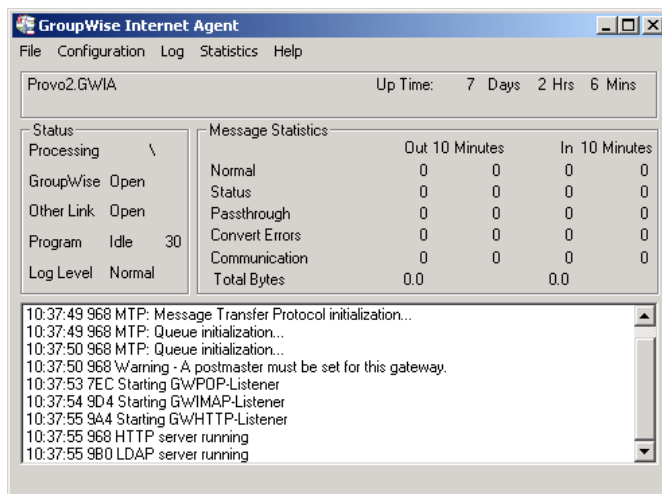 GroupWise Internet Agent
File Configuration Log Statistics Help
Provo2.GWIA Up Time: 7 Days 2 Hrs 6 Mins
Status
Processing \
GroupWise Open
Other Link Open
Program Idle 30
Log Level Normal
Message Statistics
Out 10 Minutes In 10 Minutes
Normal 0 0 0 0
Status 0 0 0 0
Passthrough 0 0 0 0
Convert Errors 0 0 0 0
Communication 0 0 0 0
Total Bytes 0.0 0.0
10:37:49 968 MTP: Message Transfer Protocol initialization...
10:37:49 968 MTP: Queue initialization...
10:37:50 968 MTP: Queue initialization...
10:37:50 968 Warning - A postmaster must be set for this gateway.
10:37:53 7EC Starting GWPOP-Listener
10:37:54 9D4 Starting GWIMAP-Listener
10:37:55 9A4 Starting GWHTTP-Listener
10:37:55 968 HTTP server running
10:37:55 9B0 LDAP server running